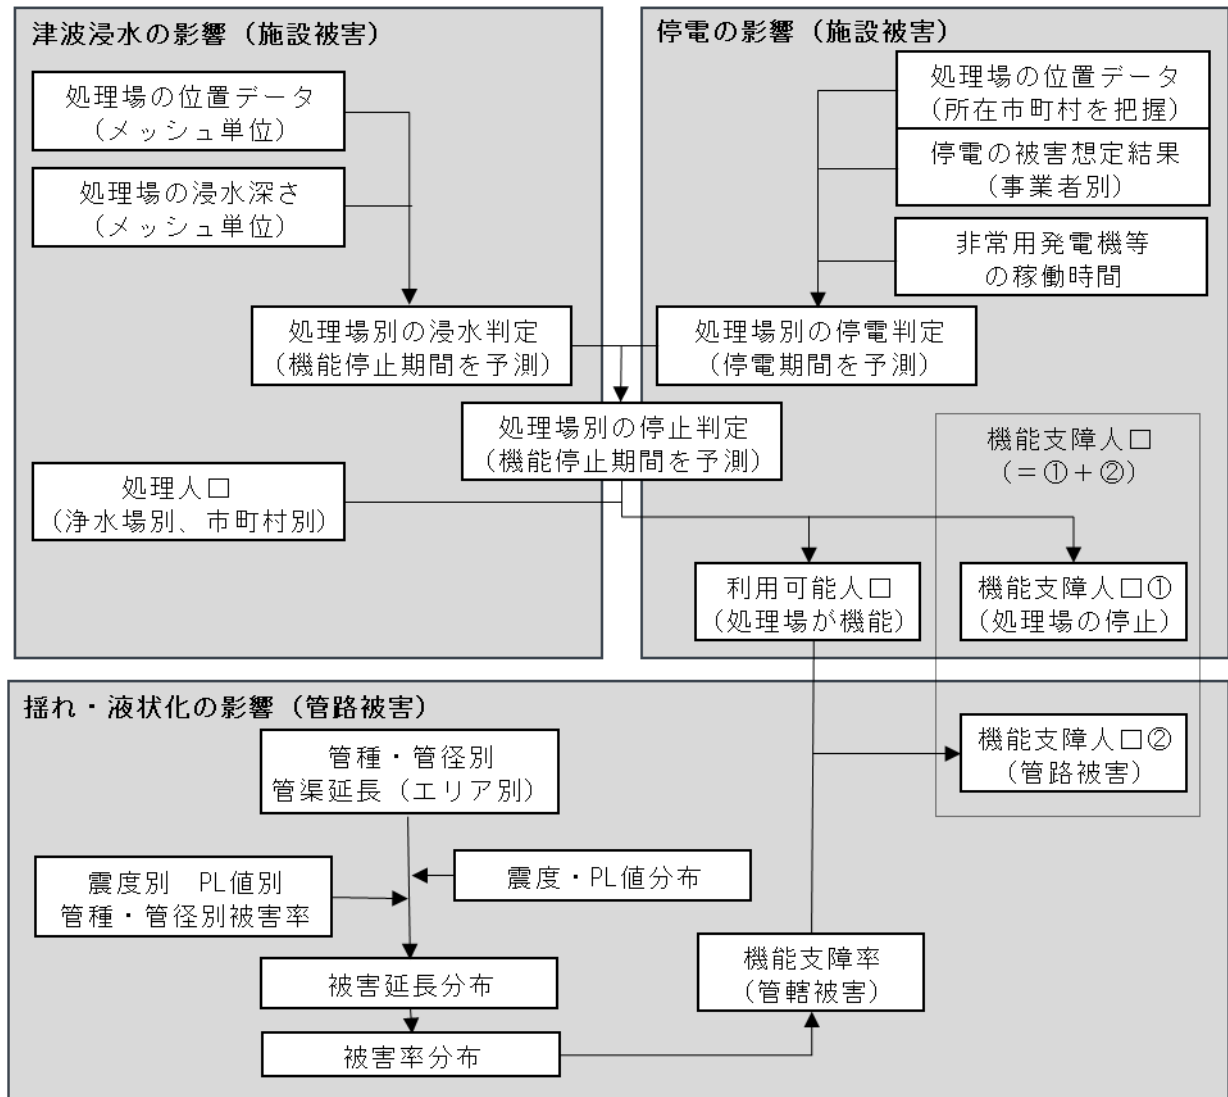 津波浸水の影響（施設被害）
処理場の位置データ
（メッシュ単位）
処理場の浸水深さ
（メッシュ単位）
処理場別の浸水判定
（機能停止期間を予測）
停電の影響（施設被害）
処理場の位置データ
（所在市町村を把握）
停電の被害想定結果
（事業者別）
非常用発電機等
の稼働時間
処理場別の停電判定
（停電期間を予測）
処理場別の停止判定
（機能停止期間を予測）
処理人口
（浄水場別、市町村別）
機能支障人口
（＝①＋②）
利用可能人口
（処理場が機能）
機能支障人口①
（処理場の停止）
揺れ・液状化の影響（管路被害）
管種・管径別
管渠延長（エリア別）
震度別　PL値別
管種・管径別被害率
震度・PL値分布
被害延長分布
被害率分布
機能支障率
（管轄被害）
機能支障人口②
（管路被害）